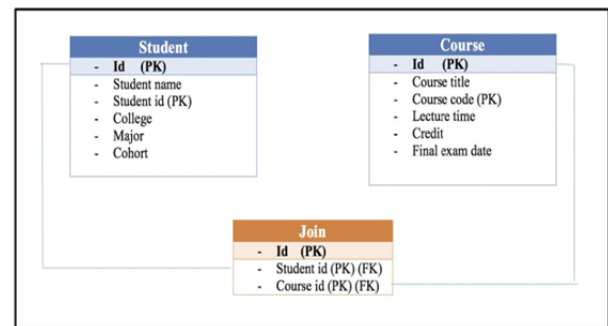 Student
- Id (PK)
- Student name
- Student id (PK)
- College
- Major
- Cohort
Course
- Id (PK)
- Course title
- Course code (PK)
- Lecture time
- Credit
- Final exam date
Join
- Id (PK)
- Student id (PK) (FK)
- Course id (PK) (FK)